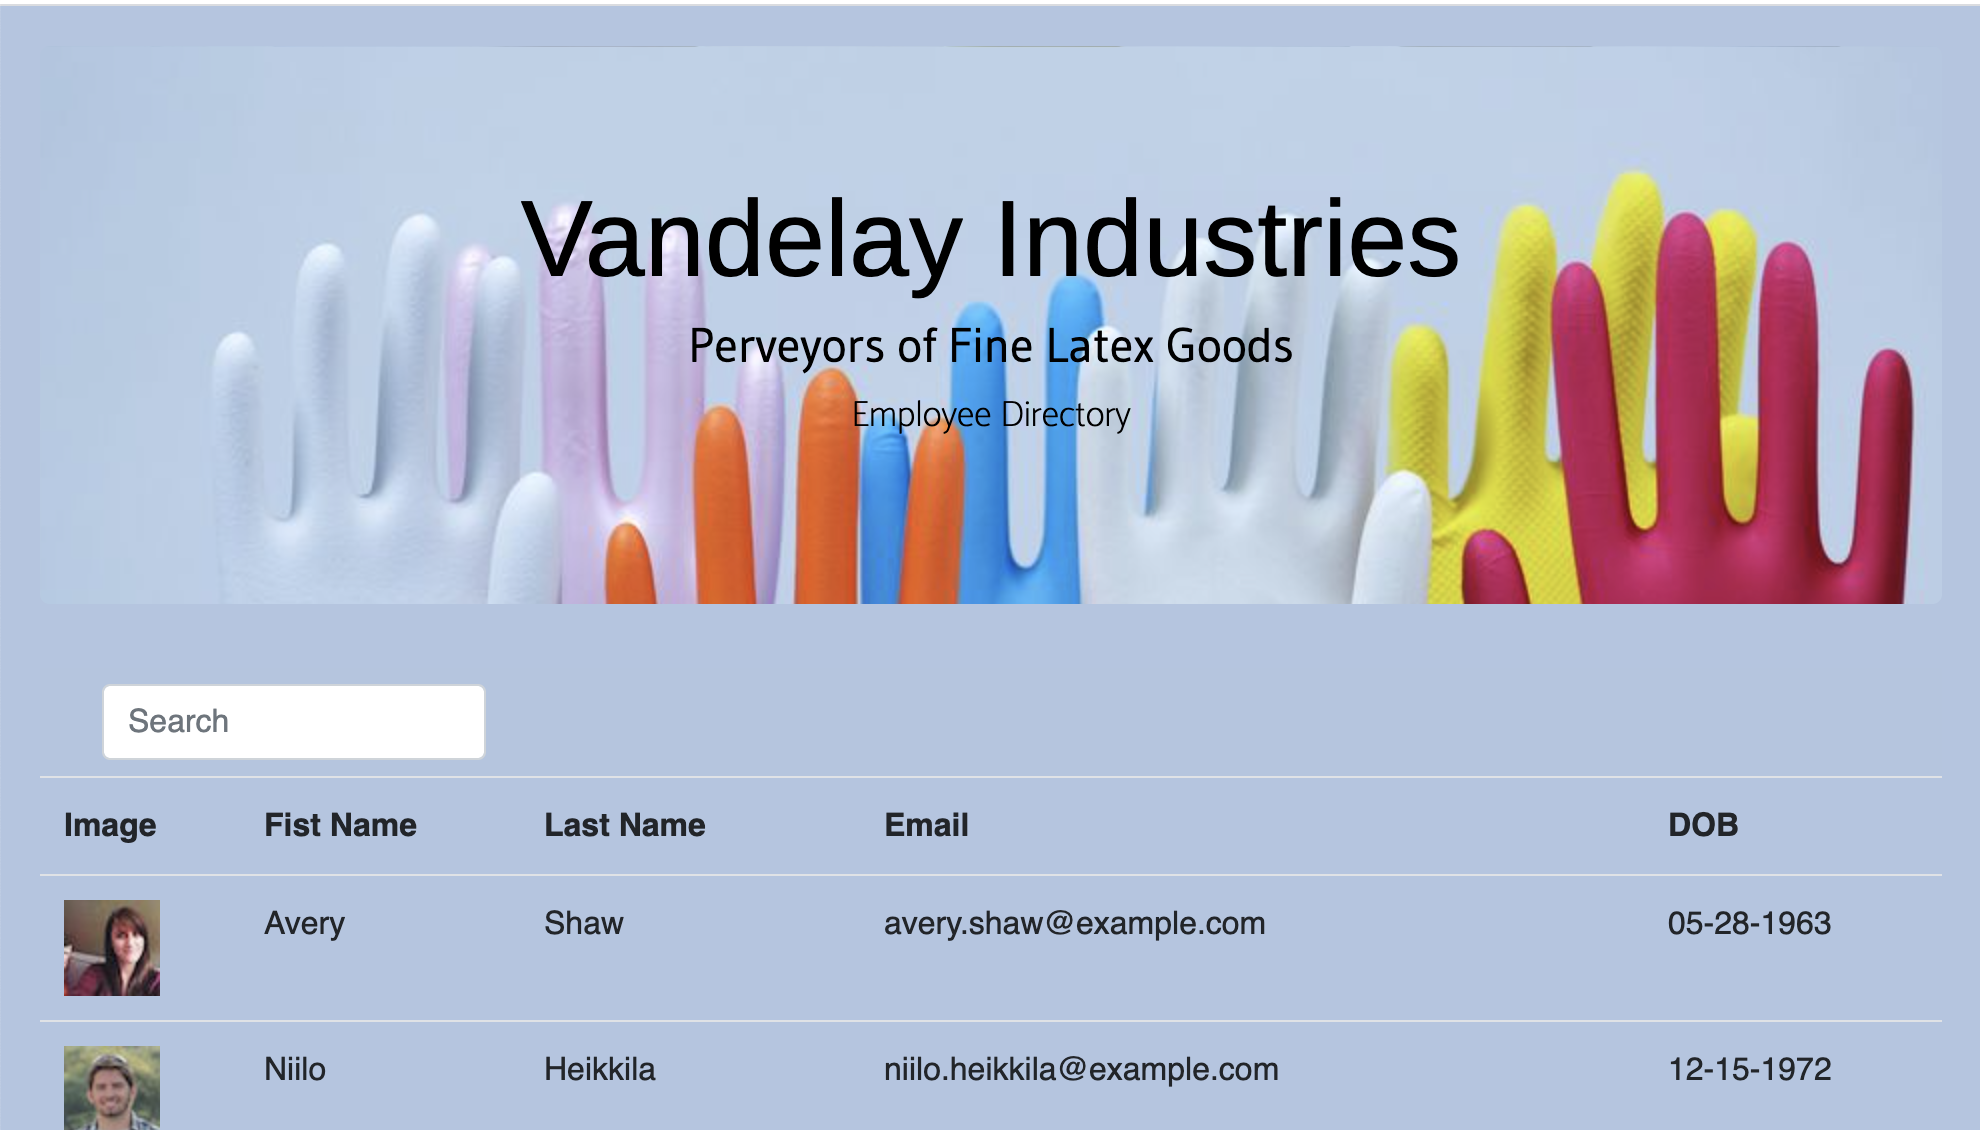 Vandelay Industries
Perveyors of Fine Latex Goods
Employee Directory
Search
Image Fist Name Last Name Email DOB
Avery Shaw avery.shaw@example.com 05-28-1963
Niilo Heikkila niilo.heikkila@example.com 12-15-1972